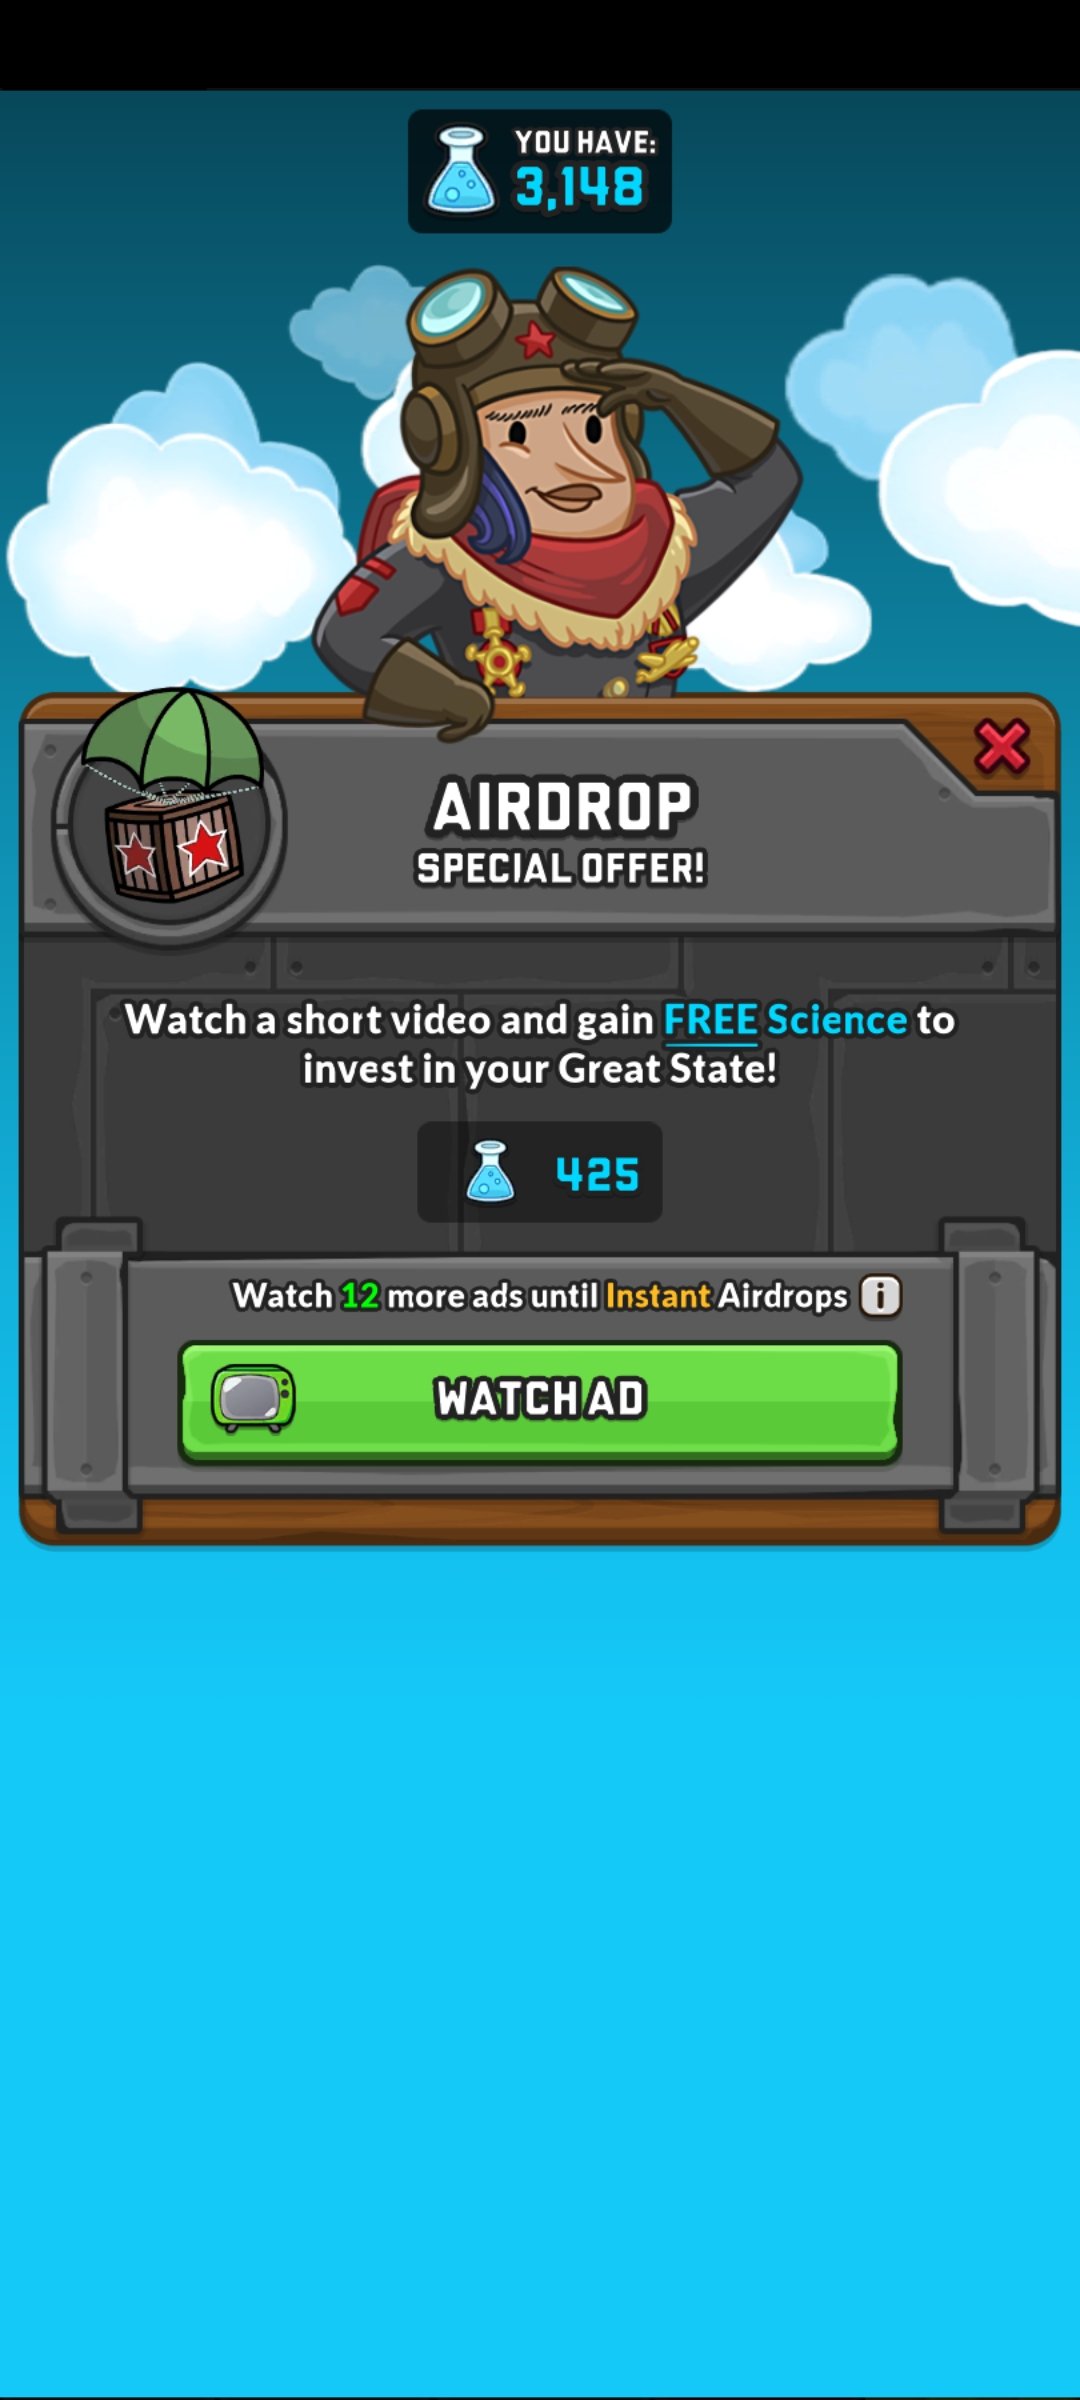 YOU HAVE:
3,148
AIRDROP
SPECIAL OFFER!
Watch a short video and gain FREE Science to
invest in your Great State!
425
Watch 12 more ads until Instant Airdrops i
WATCH AD